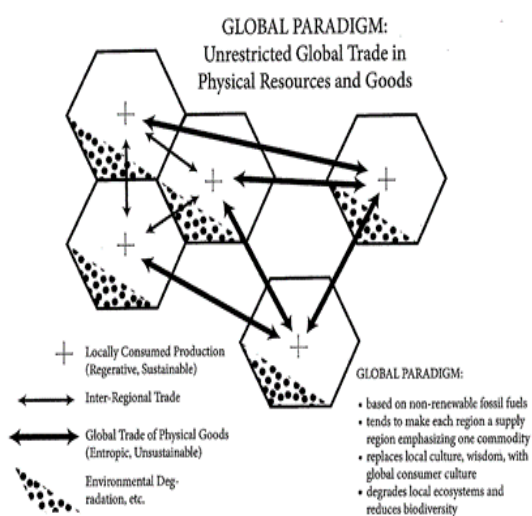 GLOBAL PARADIGM:
Unrestricted Global Trade in
Physical Resources and Goods
Locally Consumed Production
(Regerative, Sustainable)
Inter-Regional Trade
Global Trade of Physical Goods
(Entropic, Unsustainable)
Environmental Deg-
radation, etc.
GLOBAL PARADIGM:
• based on non-renewable fossil fuels
• tends to make each region a supply
region emphasizing one commodity
• replaces local culture, wisdom, with
global consumer culture
• degrades local ecosystems and
reduces biodiversity